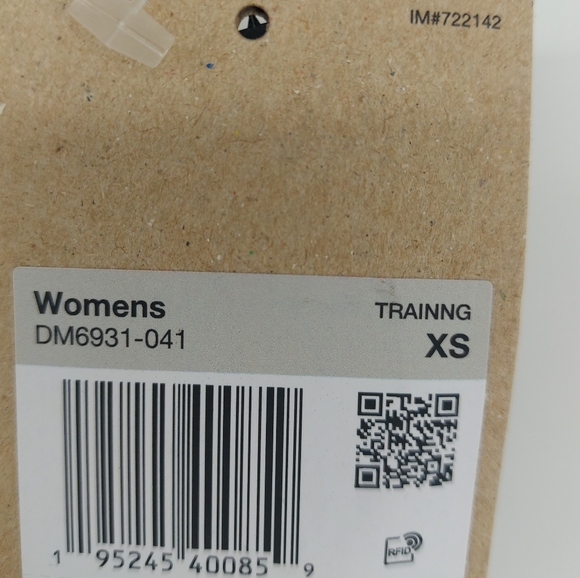 IM#722142
Womens
TRAINNG
DM6931-041
XS
RFID
1 95245 40085 9